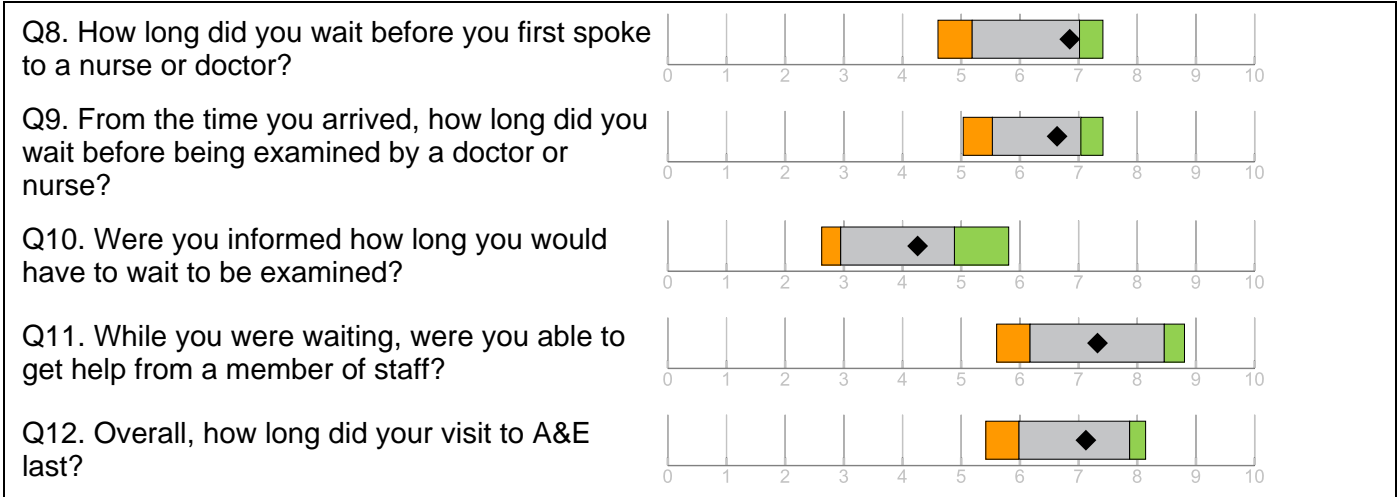 Q8. How long did you wait before you first spoke
to a nurse or doctor?
0 1 2 3 4 5 6 7 8 9 10
Q9. From the time you arrived, how long did you
wait before being examined by a doctor or
nurse?
0 1 2 3 4 5 6 7 8 9 10
Q10. Were you informed how long you would
have to wait to be examined?
0 1 2 3 4 5 6 7 8 9 10
Q11. While you were waiting, were you able to
get help from a member of staff?
0 1 2 3 4 5 6 7 8 9 10
Q12. Overall, how long did your visit to A&E
last?
0 1 2 3 4 5 6 7 8 9 10